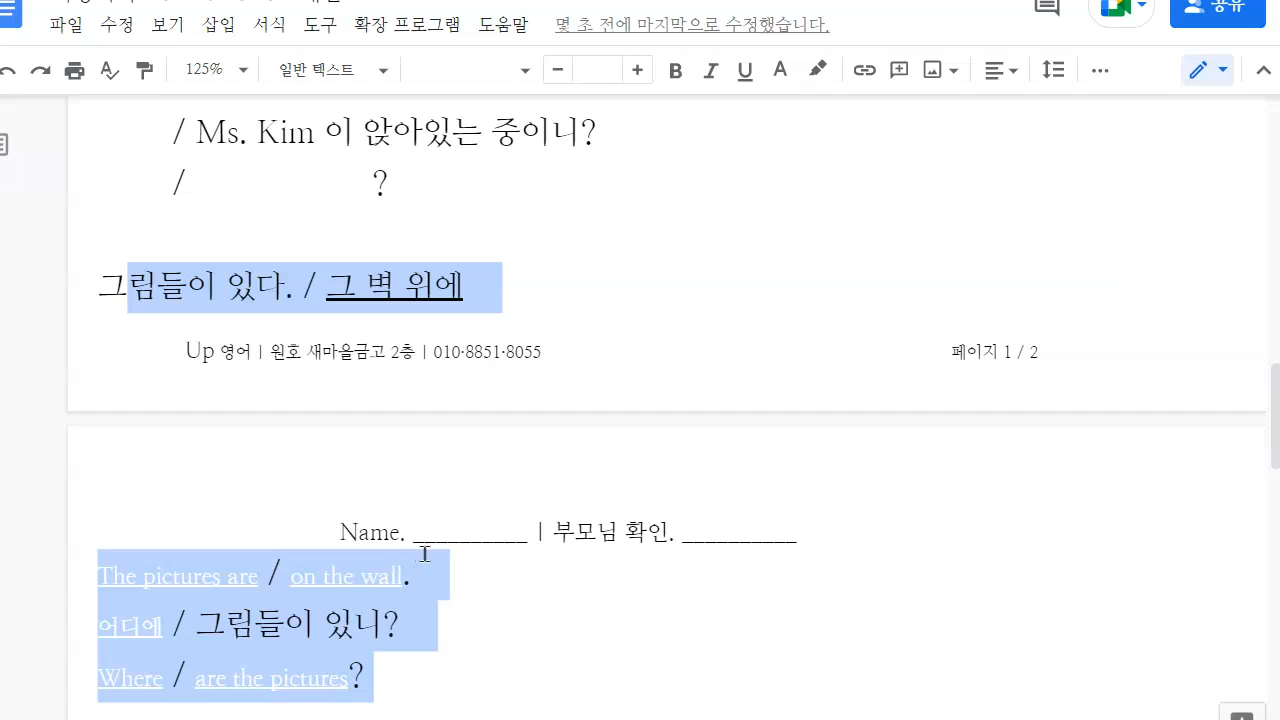 파일 수정 보기 삽입 서식 도구 확장 프로그램 도움말 몇 초 전에 마지막으로 수정했습니다. 공유
125% 일반 텍스트 − + B I U A ...
/ Ms. Kim 이 앉아있는 중이니?
/ ?
그림들이 있다. / 그 벽 위에
Up 영어 | 원호 새마을금고 2층 | 010·8851·8055 페이지 1 / 2
Name. __________ | 부모님 확인. __________
The pictures are / on the wall.
어디에 / 그림들이 있니?
Where / are the pictures?